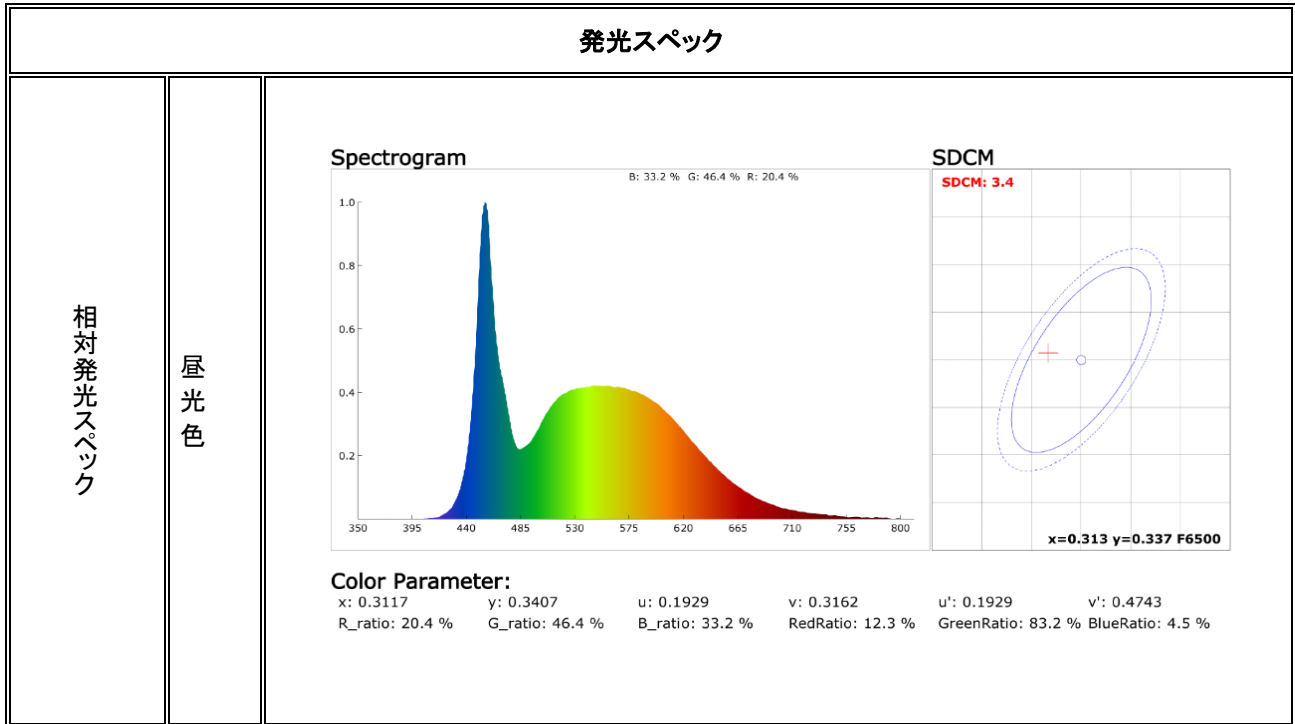 発光スペック
相対発光スペック
昼光色
Spectrogram
B: 33.2 % G: 46.4 % R: 20.4 %
1.0
0.8
0.6
0.4
0.2
350 395 440 485 530 575 620 665 710 755 800
SDCM
SDCM: 3.4
x=0.313 y=0.337 F6500
Color Parameter:
x: 0.3117 y: 0.3407 u: 0.1929 v: 0.3162 u': 0.1929 v': 0.4743
R_ratio: 20.4 % G_ratio: 46.4 % B_ratio: 33.2 % RedRatio: 12.3 % GreenRatio: 83.2 % BlueRatio: 4.5 %